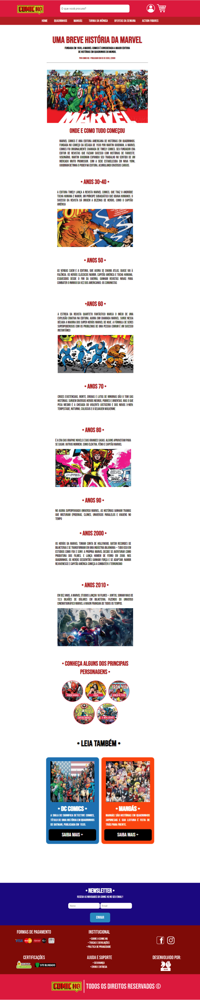 COMIC HQ
O que você procura?
HOME QUADRINHOS MANGÁS TURMA DA MÔNICA OFERTAS DA SEMANA ACTION FIGURES
UMA BREVE HISTÓRIA DA MARVEL
FUNDADA EM 1939, A MARVEL COMICS É CONSIDERADA A MAIOR EDITORA
DE HISTÓRIAS EM QUADRINHOS DO MUNDO.
POR COMIC HQ - PUBLICADO EM XX XX XXXX, 22H00
MARVEL
ONDE E COMO TUDO COMEÇOU
MARVEL COMICS É UMA EDITORA AMERICANA DE HISTÓRIAS EM QUADRINHOS.
FUNDADA NO COMEÇO DA DÉCADA DE 1930 POR MARTIN GOODMAN, A MARVEL
COMICS FOI ORIGINALMENTE CHAMADA DE TIMELY COMICS. SEU FUNDADOR ERA
EDITOR DE REVISTAS QUE FAZIAM SUCESSO COM HISTÓRIAS DE FAROESTE.
VISIONÁRIO, MARTIN GOODMAN EXPANDIU SEU TRABALHO NO SENTIDO DE UM
MERCADO MUITO PROMISSOR. COM A SEDE ESTABELECIDA EM NOVA YORK,
GOODMAN DETINHA O PODER NA EDITORA, ACUMULANDO DIVERSOS CARGOS.
• ANOS 30-40 •
A EDITORA TIMELY LANÇA A REVISTA MARVEL COMICS, QUE TRAZ O ANDRÓIDE
TOCHA HUMANA E NAMOR, UM PRÍNCIPE SUBAQUÁTICO QUE ODIAVA HUMANOS. O
SUCESSO DA REVISTA DÁ ORIGEM A DEZENAS DE HERÓIS, COMO O CAPITÃO
AMÉRICA
• ANOS 50 •
AS VENDAS CAEM E A EDITORA, QUE AGORA SE CHAMA ATLAS, QUASE VAI À
FALÊNCIA. OS HERÓIS CLÁSSICOS NAMOR, CAPITÃO AMÉRICA E TOCHA HUMANA,
ESQUECIDOS DESDE O FIM DA GUERRA, GANHAM REVISTAS NOVAS PARA
COMBATER O INIMIGO DA VEZ DOS AMERICANOS: OS COMUNISTAS
•ANOS 60 •
A ESTREIA DA REVISTA QUARTETO FANTÁSTICO MARCA O INÍCIO DE UMA
EXPLOSÃO CRIATIVA NA EDITORA, AGORA SIM CHAMADA MARVEL. SURGE NESSA
DÉCADA A MAIORIA DOS SUPER-HERÓIS MARVEL DE HOJE. A FÓRMULA DE SERES
SUPERPODEROSOS COM OS PROBLEMAS DE UMA PESSOA COMUM É UM SUCESSO
INSTANTÂNEO
• ANOS 70 •
CRISES EXISTENCIAIS, MORTE, DROGAS E LUTAS DE MINORIAS DÃO O TOM DAS
HISTÓRIAS. SURGEM DIVERSOS HERÓIS NEGROS, POBRES E ORIENTAIS. MAS O QUE
PEGA MESMO É A CHEGADA DO VIOLENTO JUSTICEIRO E DOS NOVOS X-MEN:
TEMPESTADE, NOTURNO, COLOSSUS E O SELVAGEM WOLVERINE
• ANOS 80 •
É A ERA DAS GRAPHIC NOVELS E DAS GRANDES SAGAS. ALGUNS APROVEITAM PARA
SE CASAR. OUTROS MORREM, COMO ELEKTRA, FÊNIX E CAPITÃO MARVEL
• ANOS 90 •
NO AGORA SUPERPOVOADO UNIVERSO MARVEL, AS HISTÓRIAS GANHAM TRAMAS
QUE MISTURAM EPIDEMIAS, CLONES, UNIVERSOS PARALELOS E VIAGENS NO
TEMPO
• ANOS 2000 •
OS HERÓIS DA MARVEL TOMAM CONTA DE HOLLYWOOD, BATEM RECORDES DE
BILHETERIA E SE TRANSFORMAM EM UMA INDÚSTRIA BILIONÁRIA – TUDO ISSO EM
ESTÚDIOS COMO FOX E SONY. A PRÓPRIA MARVEL DECIDE SE AVENTURAR COMO
PRODUTORA DOS FILMES, E LANÇA HOMEM DE FERRO EM 2008. NOS
QUADRINHOS, OS HERÓIS SESSENTÕES GANHAM FORÇA E SE ADAPTAM: NAMOR
REJUVENESCE E CAPITÃO AMÉRICA COMEÇA A COMBATER O TERRORISMO
• ANOS 2010 •
EM DEZ ANOS, A MARVEL STUDIOS LANÇOU 18 FILMES – JUNTOS, SOMAM MAIS DE
13,5 BILHÕES DE DÓLARES EM BILHETERIA, FAZENDO DO UNIVERSO
CINEMATOGRÁFICO MARVEL A MAIOR FRANQUIA DE TODOS OS TEMPOS.
• CONHEÇA ALGUNS DOS PRINCIPAIS
PERSONAGENS •
IRON MAN
HOMEM ARANHA CONAN HOMEM DE FERRO
CAPITÃO AMÉRICA X-MEN LEGENDS
• LEIA TAMBÉM •
• DC COMICS •
A SIGLA DC SIGNIFICA DETECTIVE COMICS,
TÍTULO DE UMA HISTÓRIA EM QUADRINHOS
DE BATMAN, PUBLICADA EM 1939.
SAIBA MAIS +
• MANGÁS •
MANGÁS SÃO HISTÓRIAS EM QUADRINHOS
JAPONESAS E SUA LEITURA É FEITA DE
TRÁS PARA FRENTE.
SAIBA MAIS +
• NEWSLETTER •
RECEBA AS NOVIDADES DA COMIC HQ NO SEU EMAIL!!
Nome Email
ENVIAR
FORMAS DE PAGAMENTO
VISA
INSTITUCIONAL
• SOBRE A COMIC HQ
• TROCAS E DEVOLUÇÕES
• POLITICA DE PRIVACIDADE
CERTIFICAÇÕES
SITE BLINDADO
AJUDA E SUPORTE
• SEGURANÇA
• ENVIO E ENTREGA
DESENVOLVIDO POR:
COMIC HQ TODOS OS DIREITOS RESERVADOS ©